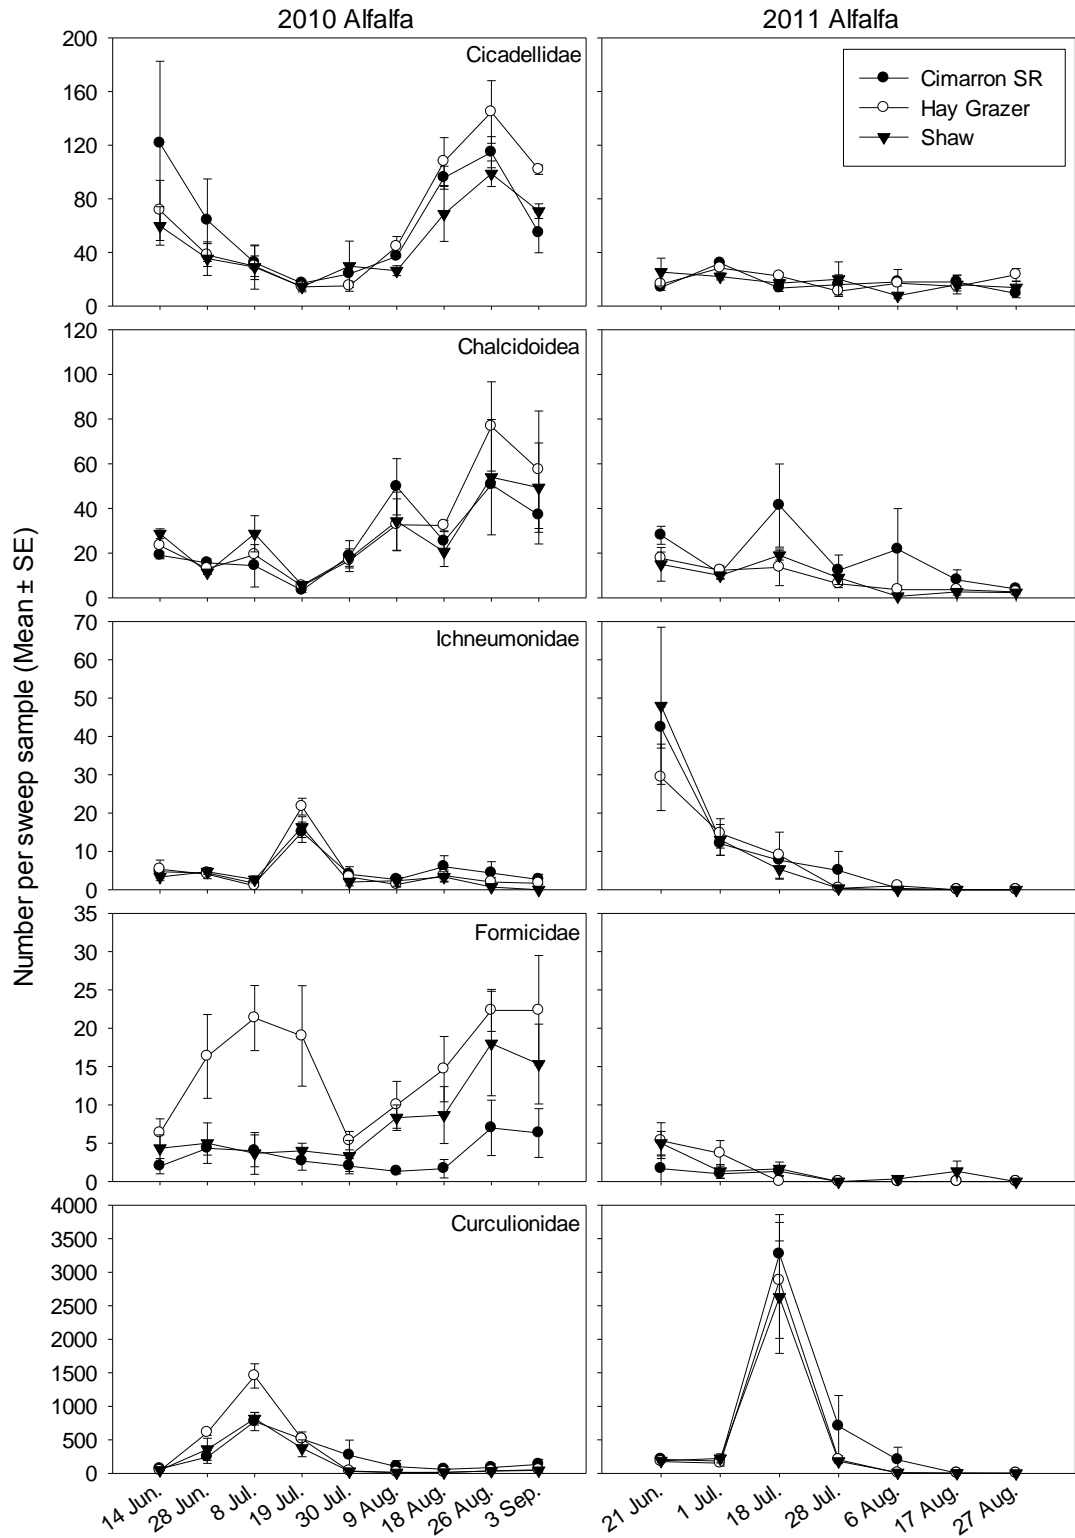 2010 Alfalfa
2011 Alfalfa
Number per sweep sample (Mean ± SE)
200
160
120
80
40
0
Cicadellidae
Cimarron SR
Hay Grazer
Shaw
120
100
80
60
40
20
0
Chalcidoidea
70
60
50
40
30
20
10
0
Ichneumonidae
35
30
25
20
15
10
5
0
Formicidae
4000
3500
3000
2500
2000
1500
1000
500
0
Curculionidae
14 Jun.
28 Jun.
8 Jul.
19 Jul.
30 Jul.
9 Aug.
18 Aug.
26 Aug.
3 Sep.
21 Jun.
1 Jul.
18 Jul.
28 Jul.
6 Aug.
17 Aug.
27 Aug.